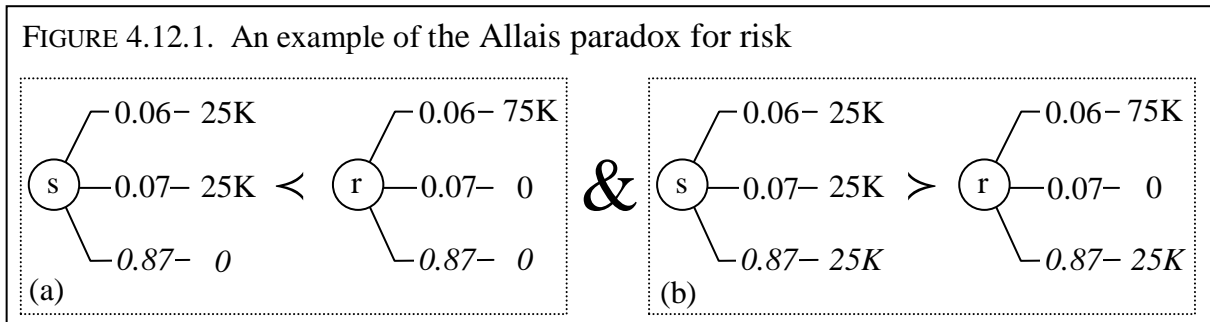 FIGURE 4.12.1. An example of the Allais paradox for risk
0.06 – 25K 0.06 – 75K 0.06 – 25K 0.06 – 75K
s 0.07 – 25K ≺ r 0.07 – 0 & s 0.07 – 25K ≻ r 0.07 – 0
0.87 – 0 0.87 – 0 0.87 – 25K 0.87 – 25K
(a) (b)